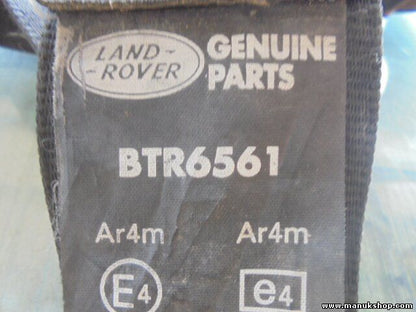 LAND-
-ROVER
GENUINE
PARTS
BTR6561
Ar4m Ar4m
E4 e4
www.manukshop.com